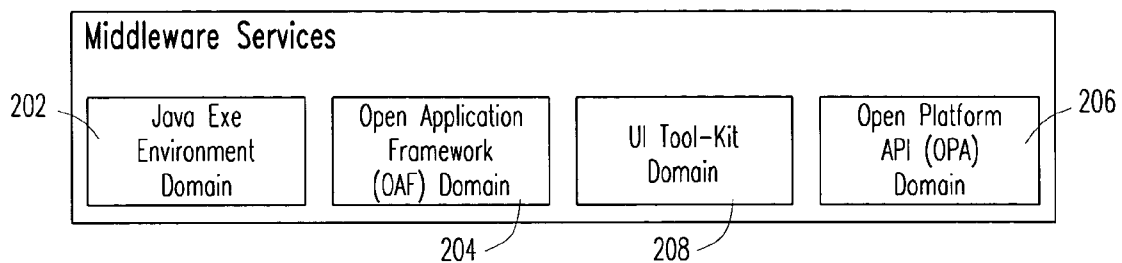 Middleware Services
202
Java Exe
Environment
Domain
Open Application
Framework
(OAF) Domain
UI Tool-Kit
Domain
Open Platform
API (OPA)
Domain
206
204
208